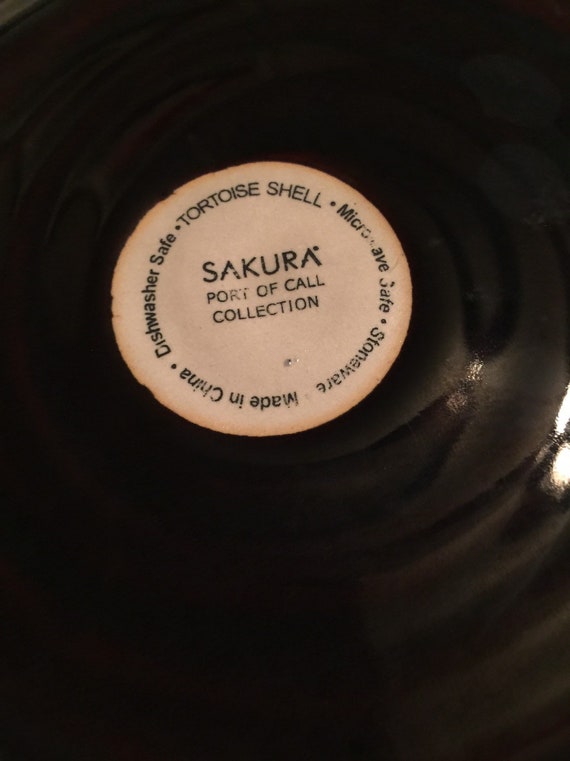 SAKURA®
PORT OF CALL
COLLECTION
TORTOISE SHELL • Microwave Safe • Stoneware • Made in China • Dishwasher Safe •